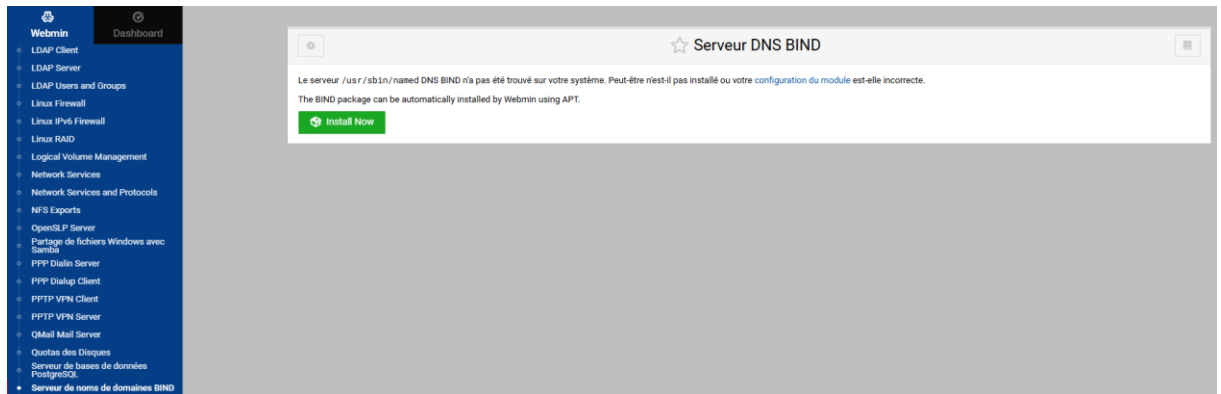 Webmin
Dashboard
LDAP Client
LDAP Server
LDAP Users and Groups
Linux Firewall
Linux IPv6 Firewall
Linux RAID
Logical Volume Management
Network Services
Network Services and Protocols
NFS Exports
OpenSLP Server
Partage de fichiers Windows avec
Samba
PPP Dialin Server
PPP Dialup Client
PPTP VPN Client
PPTP VPN Server
QMail Mail Server
Quotas des Disques
Serveur de bases de données
PostgreSQL
Serveur de noms de domaines BIND
Serveur DNS BIND
Le serveur /usr/sbin/named DNS BIND n'a pas été trouvé sur votre système. Peut-être n'est-il pas installé ou votre configuration du module est-elle incorrecte.
The BIND package can be automatically installed by Webmin using APT.
Install Now